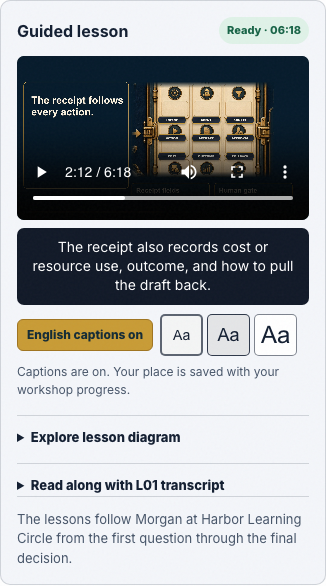 Guided lesson
Ready · 06:18
The receipt follows
every action.
2:12 / 6:18
Receipt items
Human gate
The receipt also records cost or
resource use, outcome, and how to pull
the draft back.
English captions on
Aa
Aa
Aa
Captions are on. Your place is saved with your
workshop progress.
Explore lesson diagram
Read along with L01 transcript
The lessons follow Morgan at Harbor Learning
Circle from the first question through the final
decision.